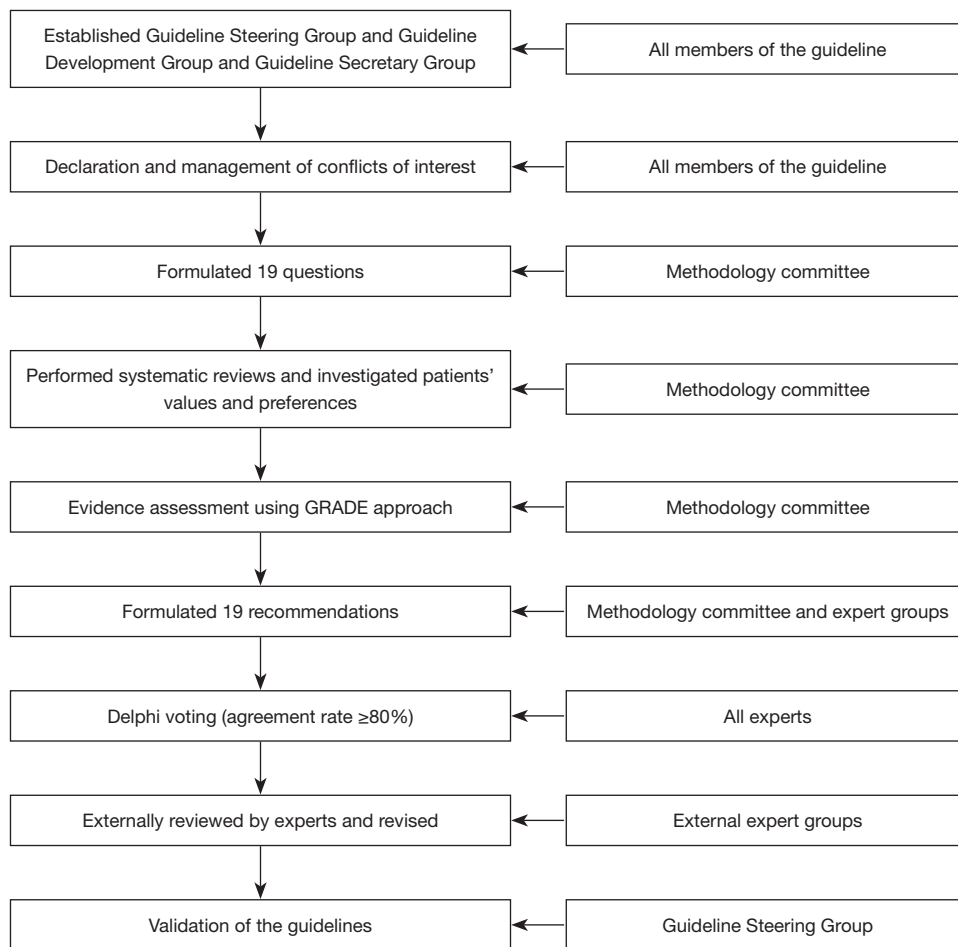 Established Guideline Steering Group and Guideline
Development Group and Guideline Secretary Group
All members of the guideline
Declaration and management of conflicts of interest
All members of the guideline
Formulated 19 questions
Methodology committee
Performed systematic reviews and investigated patients’
values and preferences
Methodology committee
Evidence assessment using GRADE approach
Methodology committee
Formulated 19 recommendations
Methodology committee and expert groups
Delphi voting (agreement rate ≥80%)
All experts
Externally reviewed by experts and revised
External expert groups
Validation of the guidelines
Guideline Steering Group